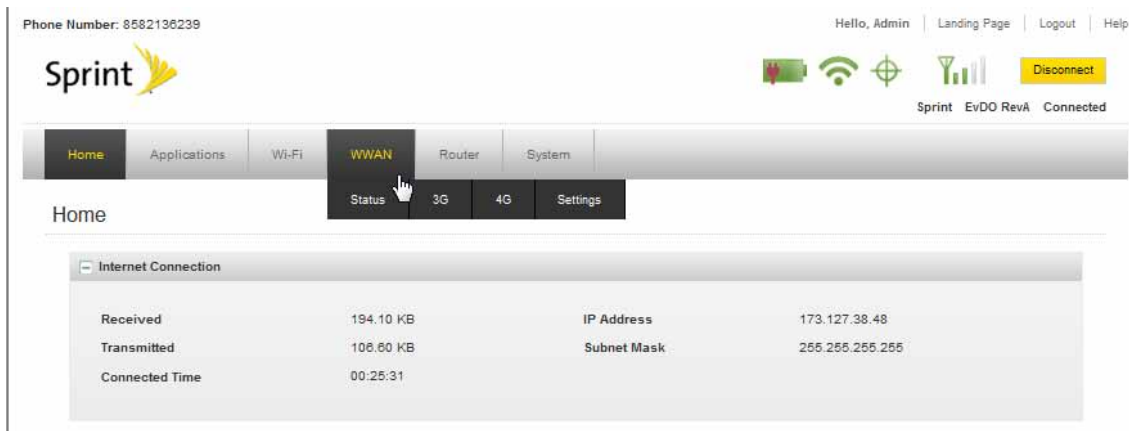 Phone Number: 8582136239 Hello, Admin Landing Page Logout Help
Sprint Disconnect
Sprint EvDO RevA Connected
Home Applications Wi-Fi WWAN Router System
Status 3G 4G Settings
Home
Internet Connection
Received 194.10 KB IP Address 173.127.38.48
Transmitted 106.60 KB Subnet Mask 255.255.255.255
Connected Time 00:25:31